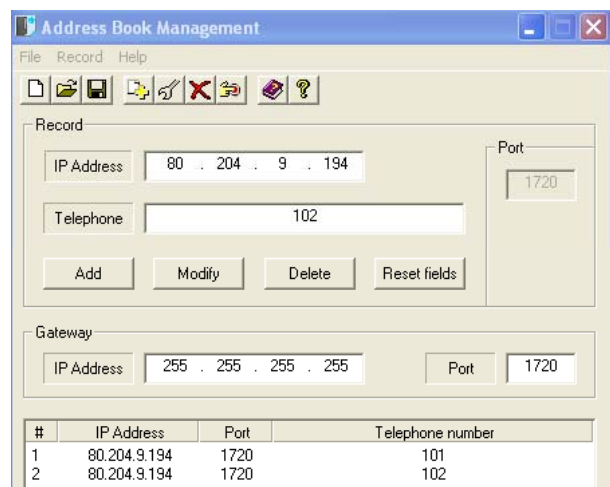 Address Book Management
File Record Help
Record
IP Address 80 . 204 . 9 . 194
Port
1720
Telephone 102
Add Modify Delete Reset fields
Gateway
IP Address 255 . 255 . 255 . 255 Port 1720
# IP Address Port Telephone number
1 80.204.9.194 1720 101
2 80.204.9.194 1720 102